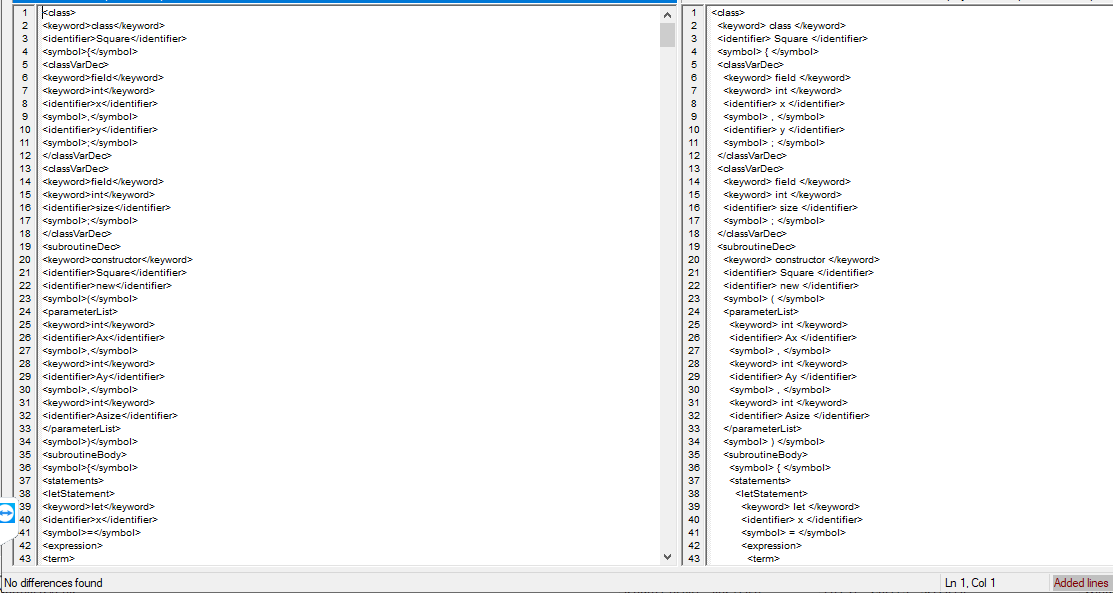 1 <class>
2 <keyword>class</keyword>
3 <identifier>Square</identifier>
4 <symbol>{</symbol>
5 <classVarDec>
6 <keyword>field</keyword>
7 <keyword>int</keyword>
8 <identifier>x</identifier>
9 <symbol>,</symbol>
10 <identifier>y</identifier>
11 <symbol>;</symbol>
12 </classVarDec>
13 <classVarDec>
14 <keyword>field</keyword>
15 <keyword>int</keyword>
16 <identifier>size</identifier>
17 <symbol>;</symbol>
18 </classVarDec>
19 <subroutineDec>
20 <keyword>constructor</keyword>
21 <identifier>Square</identifier>
22 <identifier>new</identifier>
23 <symbol>(</symbol>
24 <parameterList>
25 <keyword>int</keyword>
26 <identifier>Ax</identifier>
27 <symbol>,</symbol>
28 <keyword>int</keyword>
29 <identifier>Ay</identifier>
30 <symbol>,</symbol>
31 <keyword>int</keyword>
32 <identifier>Asize</identifier>
33 </parameterList>
34 <symbol>)</symbol>
35 <subroutineBody>
36 <symbol>{</symbol>
37 <statements>
38 <letStatement>
39 <keyword>let</keyword>
40 <identifier>x</identifier>
41 <symbol>=</symbol>
42 <expression>
43 <term>
1 <class>
2 <keyword> class </keyword>
3 <identifier> Square </identifier>
4 <symbol> { </symbol>
5 <classVarDec>
6 <keyword> field </keyword>
7 <keyword> int </keyword>
8 <identifier> x </identifier>
9 <symbol> , </symbol>
10 <identifier> y </identifier>
11 <symbol> ; </symbol>
12 </classVarDec>
13 <classVarDec>
14 <keyword> field </keyword>
15 <keyword> int </keyword>
16 <identifier> size </identifier>
17 <symbol> ; </symbol>
18 </classVarDec>
19 <subroutineDec>
20 <keyword> constructor </keyword>
21 <identifier> Square </identifier>
22 <identifier> new </identifier>
23 <symbol> ( </symbol>
24 <parameterList>
25 <keyword> int </keyword>
26 <identifier> Ax </identifier>
27 <symbol> , </symbol>
28 <keyword> int </keyword>
29 <identifier> Ay </identifier>
30 <symbol> , </symbol>
31 <keyword> int </keyword>
32 <identifier> Asize </identifier>
33 </parameterList>
34 <symbol> ) </symbol>
35 <subroutineBody>
36 <symbol> { </symbol>
37 <statements>
38 <letStatement>
39 <keyword> let </keyword>
40 <identifier> x </identifier>
41 <symbol> = </symbol>
42 <expression>
43 <term>
No differences found
Ln 1, Col 1
Added lines